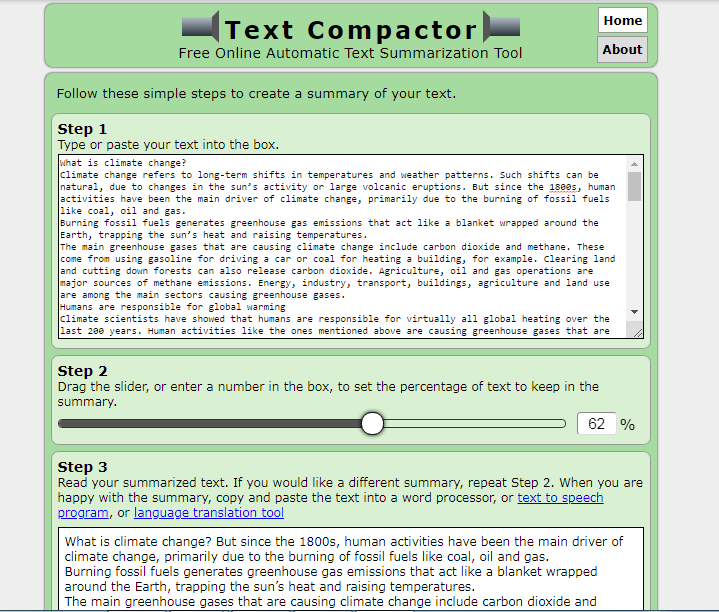 Text Compactor
Free Online Automatic Text Summarization Tool
Home
About
Follow these simple steps to create a summary of your text.
Step 1
Type or paste your text into the box.
What is climate change?
Climate change refers to long-term shifts in temperatures and weather patterns. Such shifts can be
natural, due to changes in the sun’s activity or large volcanic eruptions. But since the 1800s, human
activities have been the main driver of climate change, primarily due to the burning of fossil fuels
like coal, oil and gas.
Burning fossil fuels generates greenhouse gas emissions that act like a blanket wrapped around the
Earth, trapping the sun’s heat and raising temperatures.
The main greenhouse gases that are causing climate change include carbon dioxide and methane. These
come from using gasoline for driving a car or coal for heating a building, for example. Clearing land
and cutting down forests can also release carbon dioxide. Agriculture, oil and gas operations are
major sources of methane emissions. Energy, industry, transport, buildings, agriculture and land use
are among the main sectors causing greenhouse gases.
Humans are responsible for global warming
Climate scientists have showed that humans are responsible for virtually all global heating over the
last 200 years. Human activities like the ones mentioned above are causing greenhouse gases that are
Step 2
Drag the slider, or enter a number in the box, to set the percentage of text to keep in the
summary.
62 %
Step 3
Read your summarized text. If you would like a different summary, repeat Step 2. When you are
happy with the summary, copy and paste the text into a word processor, or text to speech
program, or language translation tool
What is climate change? But since the 1800s, human activities have been the main driver of
climate change, primarily due to the burning of fossil fuels like coal, oil and gas.
Burning fossil fuels generates greenhouse gas emissions that act like a blanket wrapped
around the Earth, trapping the sun’s heat and raising temperatures.
The main greenhouse gases that are causing climate change include carbon dioxide and